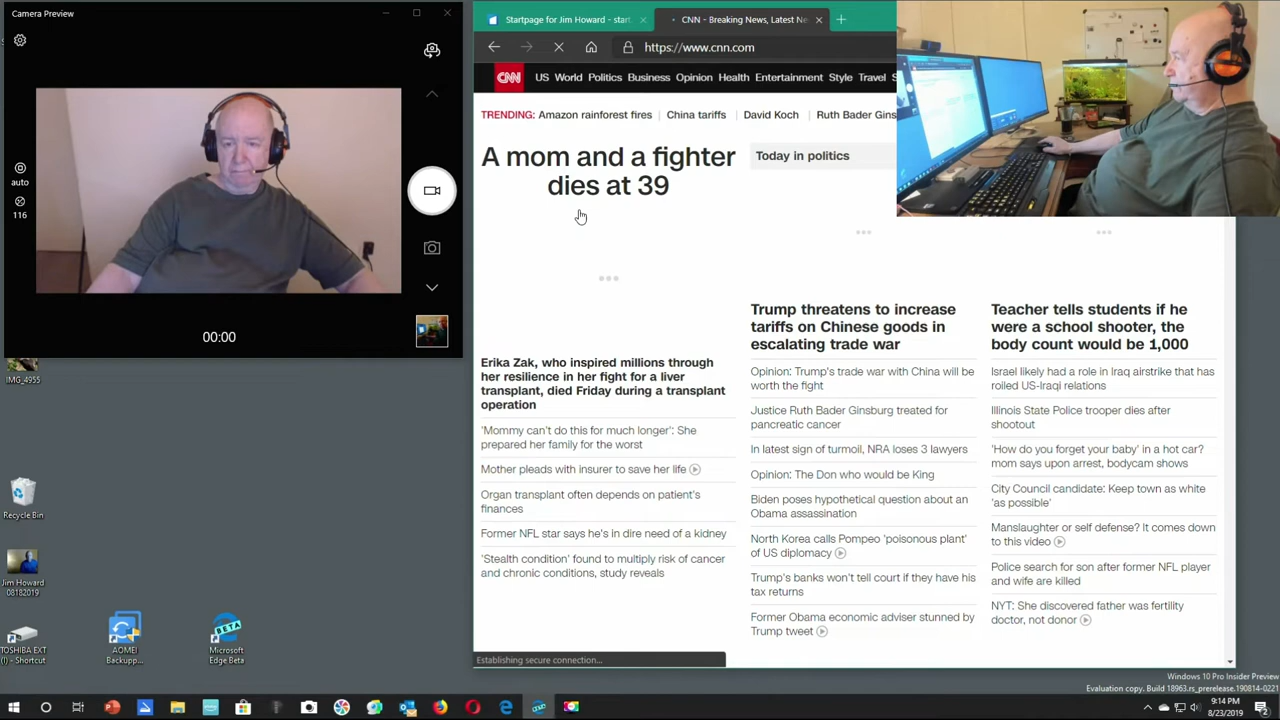 Camera Preview
auto
116
00:00
Startpage for Jim Howard - start.
CNN - Breaking News, Latest Ne
https://www.cnn.com
CNN
US World Politics Business Opinion Health Entertainment Style Travel S
TRENDING: Amazon rainforest fires China tariffs David Koch Ruth Bader Gins
A mom and a fighter
dies at 39
Erika Zak, who inspired millions through
her resilience in her fight for a liver
transplant, died Friday during a transplant
operation
'Mommy can't do this for much longer': She
prepared her family for the worst
Mother pleads with insurer to save her life
Organ transplant often depends on patient's
finances
Former NFL star says he's in dire need of a kidney
'Stealth condition' found to multiply risk of cancer
and chronic conditions, study reveals
Today in politics
Trump threatens to increase
tariffs on Chinese goods in
escalating trade war
Opinion: Trump's trade war with China will be
worth the fight
Justice Ruth Bader Ginsburg treated for
pancreatic cancer
In latest sign of turmoil, NRA loses 3 lawyers
Opinion: The Don who would be King
Biden poses hypothetical question about an
Obama assassination
North Korea calls Pompeo 'poisonous plant'
of US diplomacy
Trump's banks won't tell court if they have his
tax returns
Former Obama economic adviser stunned by
Trump tweet
Teacher tells students if he
were a school shooter, the
body count would be 1,000
Israel likely had a role in Iraq airstrike that has
roiled US-Iraqi relations
Illinois State Police trooper dies after
shootout
'How do you forget your baby' in a hot car?
mom says upon arrest, bodycam shows
City Council candidate: Keep town as white
'as possible'
Manslaughter or self defense? It comes down
to this video
Police search for son after former NFL player
and wife are killed
NYT: She discovered father was fertility
doctor, not donor
Establishing secure connection...
IMG_4955
Recycle Bin
Jim Howard
08182019
TOSHIBA EXT
(I) - Shortcut
AOMEI
Backupp...
BETA
Microsoft
Edge Beta
Windows 10 Pro Insider Preview
Evaluation copy. Build 18963.rs_prerelease.190814-0221
9:14 PM
8/23/2019
2